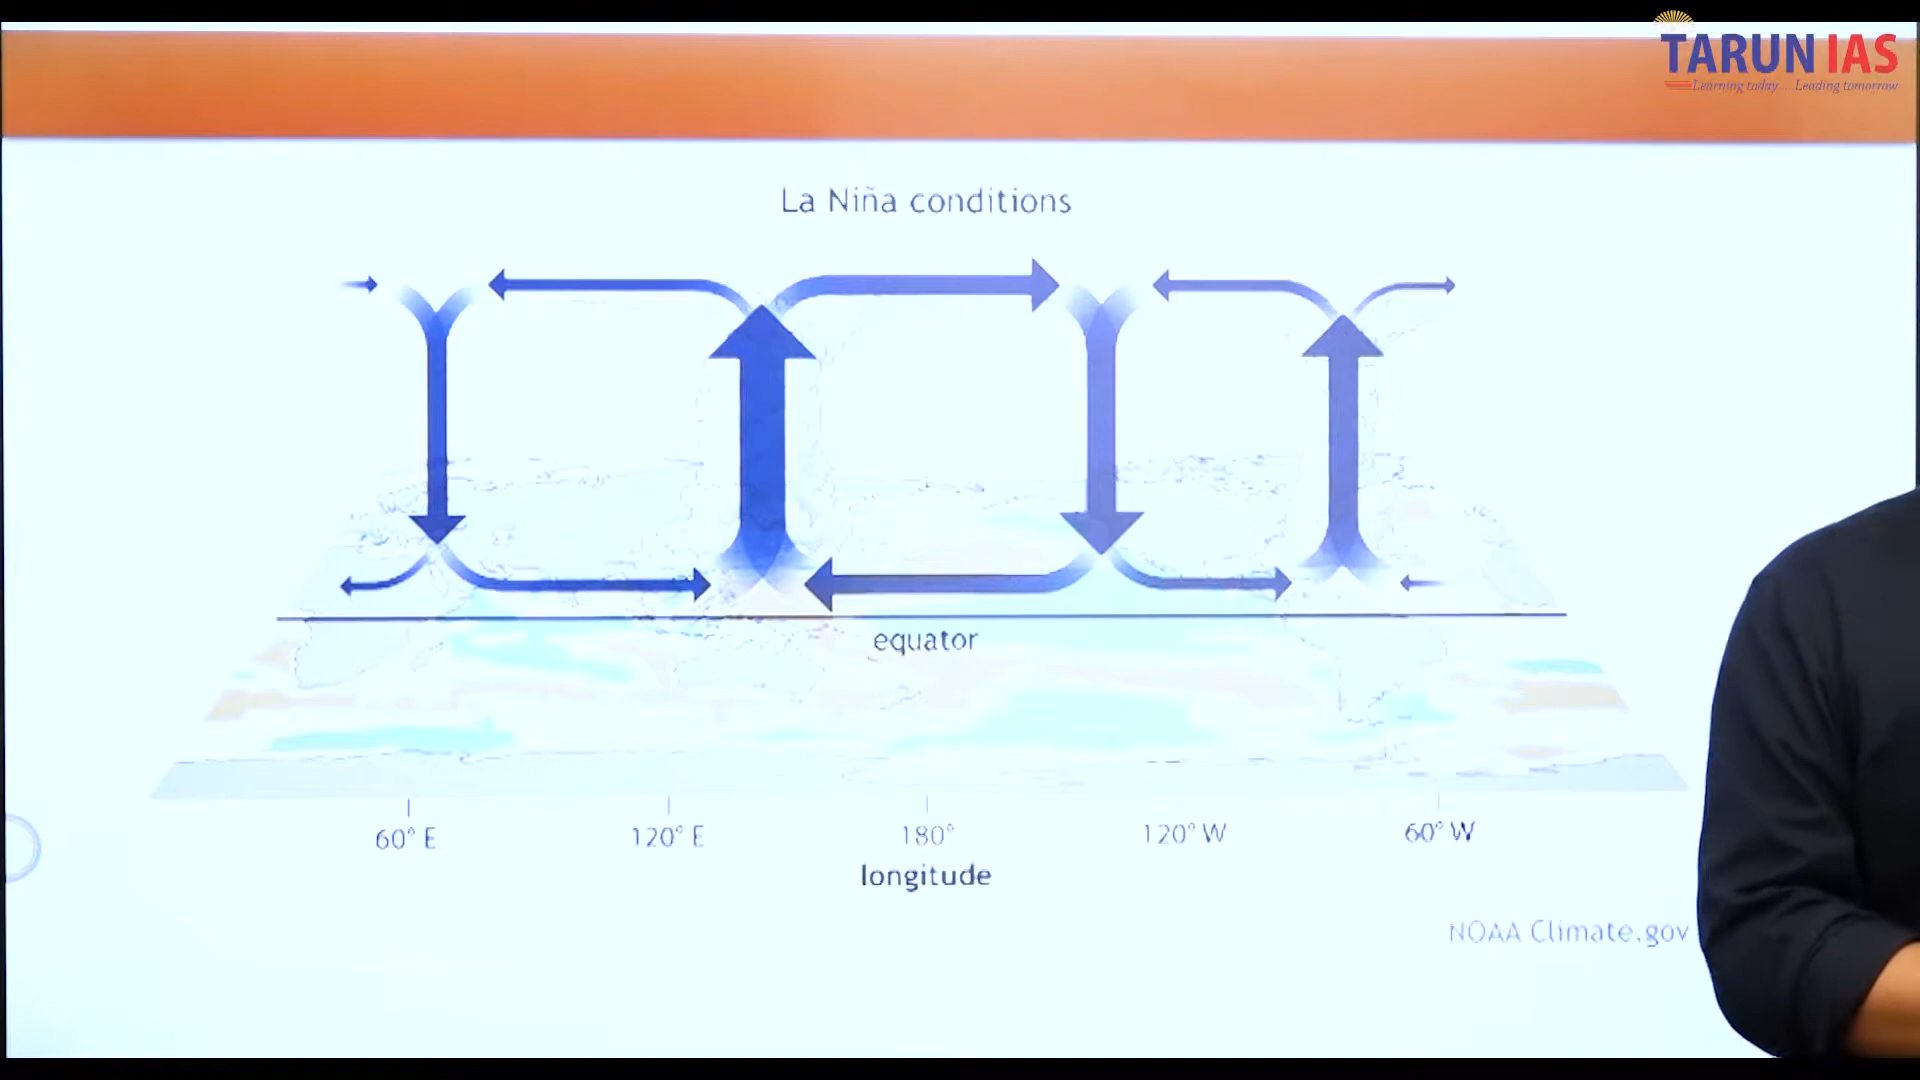 TARUN IAS
Learning today ... Leading tomorrow
La Niña conditions
equator
60° E
120° E
180°
120° W
60° W
longitude
NOAA Climate.gov